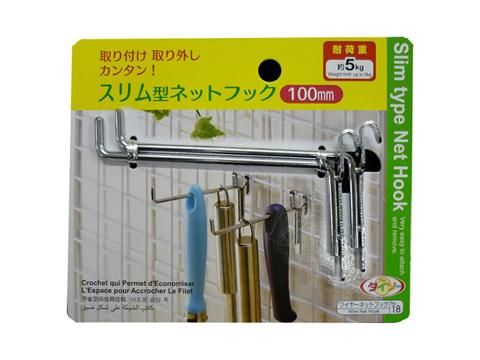 取り付け 取り外し
カンタン!
スリム型ネットフック 100mm
耐荷重
約5kg
Weight limit: up to 5kg
Slim type Net Hook
Very easy to attach
and remove.
Crochet qui Permet d'Economiser
L'Espace pour Accrocher Le Filet
ダイソー
ワイヤーネットフック
Wire Net Hook
No.
18